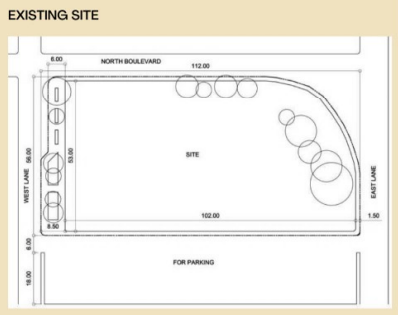 EXISTING SITE
6.00
NORTH BOULEVARD
112.00
WEST LANE
56.00
53.00
SITE
EAST LANE
102.00
1.50
8.50
6.00
FOR PARKING
18.00